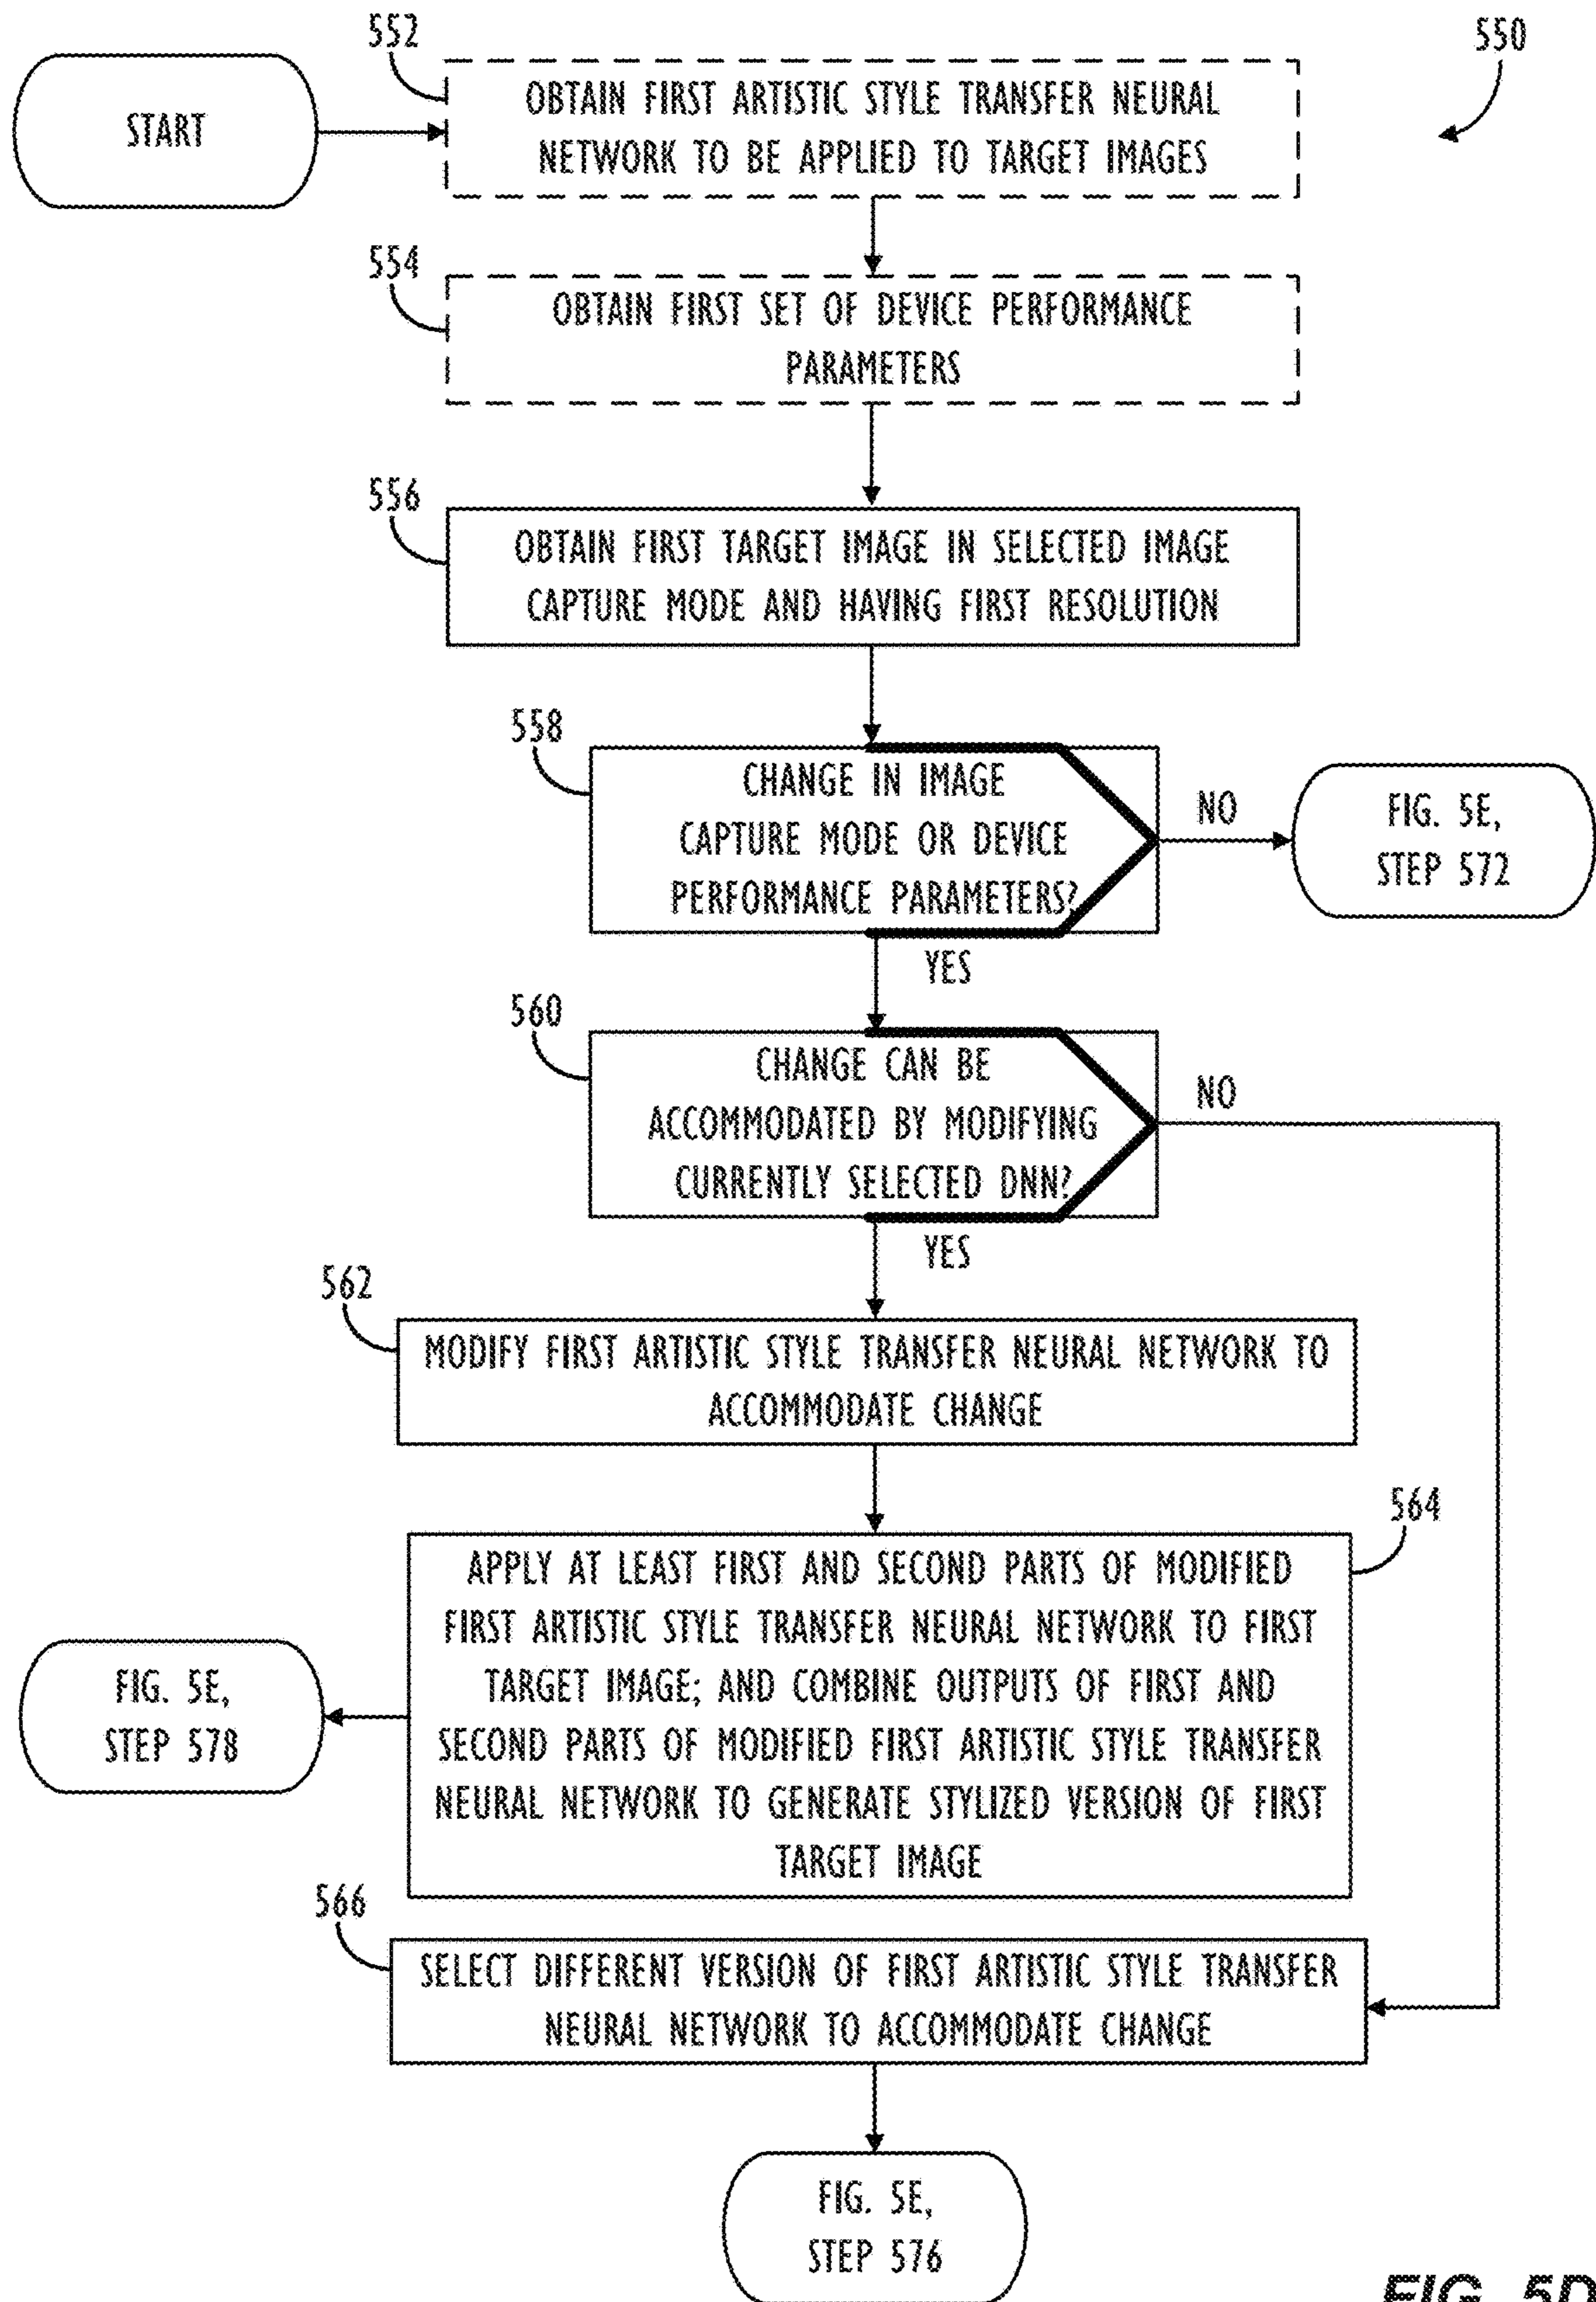 552
550
START
OBTAIN FIRST ARTISTIC STYLE TRANSFER NEURAL
NETWORK TO BE APPLIED TO TARGET IMAGES
554
OBTAIN FIRST SET OF DEVICE PERFORMANCE
PARAMETERS
556
OBTAIN FIRST TARGET IMAGE IN SELECTED IMAGE
CAPTURE MODE AND HAVING FIRST RESOLUTION
558
CHANGE IN IMAGE
CAPTURE MODE OR DEVICE
PERFORMANCE PARAMETERS?
NO
FIG. 5E,
STEP 572
YES
560
CHANGE CAN BE
ACCOMMODATED BY MODIFYING
CURRENTLY SELECTED DNN?
NO
YES
562
MODIFY FIRST ARTISTIC STYLE TRANSFER NEURAL NETWORK TO
ACCOMMODATE CHANGE
564
APPLY AT LEAST FIRST AND SECOND PARTS OF MODIFIED
FIRST ARTISTIC STYLE TRANSFER NEURAL NETWORK TO FIRST
TARGET IMAGE; AND COMBINE OUTPUTS OF FIRST AND
SECOND PARTS OF MODIFIED FIRST ARTISTIC STYLE TRANSFER
NEURAL NETWORK TO GENERATE STYLIZED VERSION OF FIRST
TARGET IMAGE
FIG. 5E,
STEP 578
566
SELECT DIFFERENT VERSION OF FIRST ARTISTIC STYLE TRANSFER
NEURAL NETWORK TO ACCOMMODATE CHANGE
FIG. 5E,
STEP 576
FIG. 5D